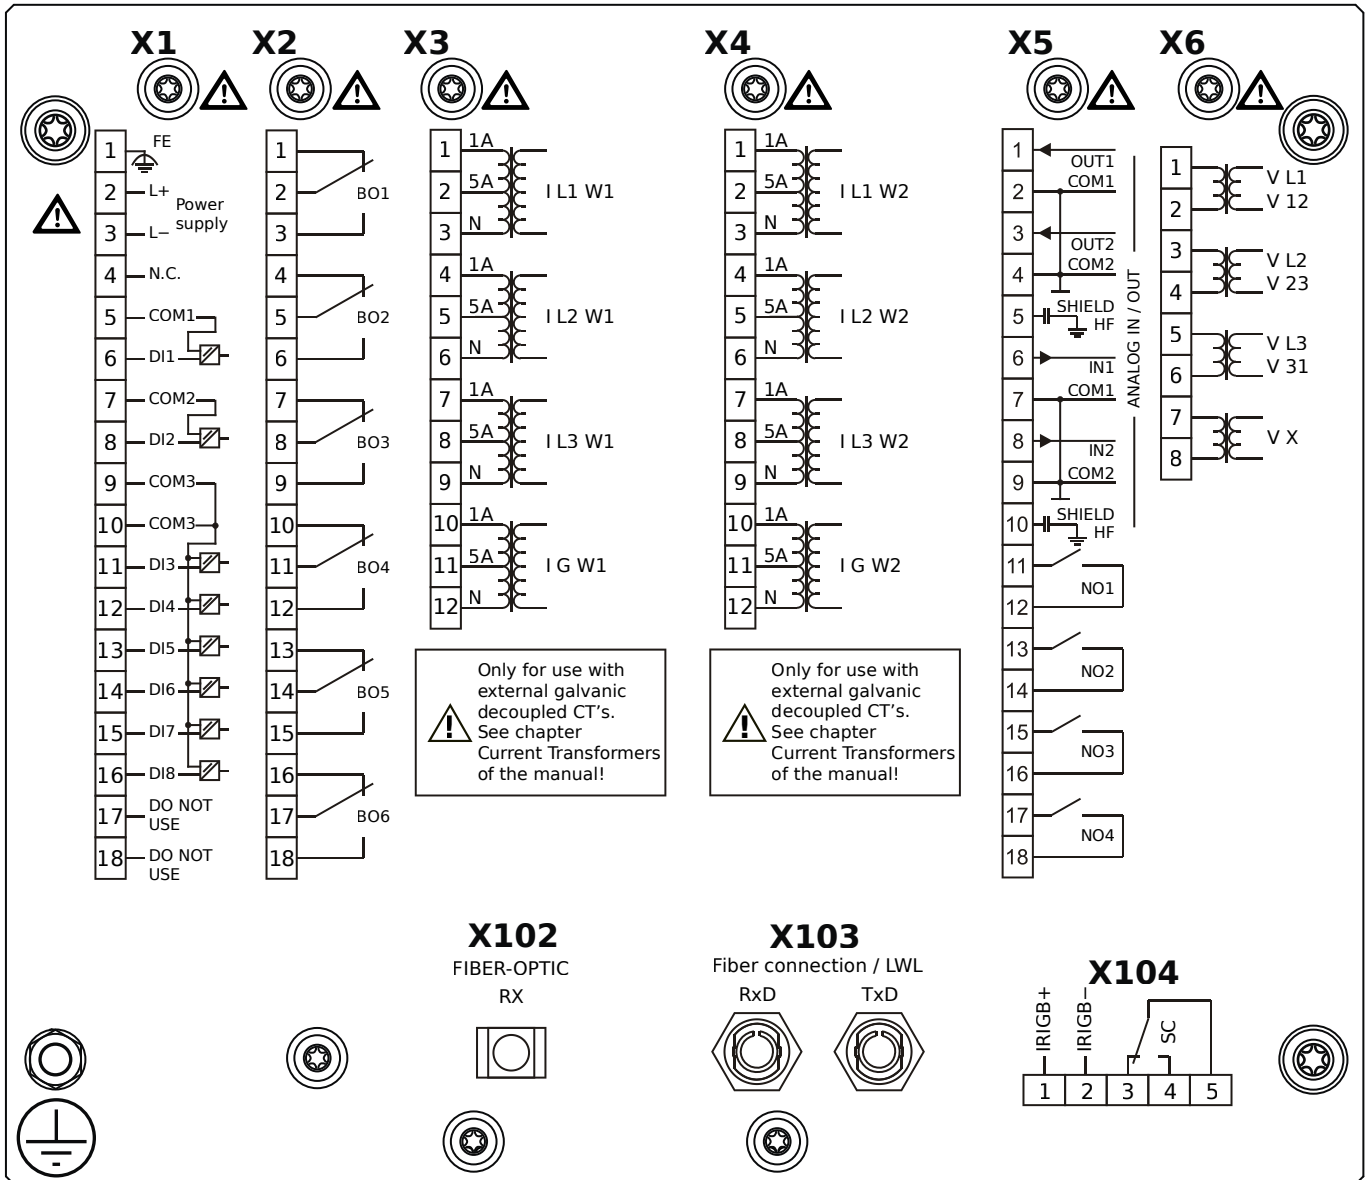 X1
X2
X3
X4
X5
X6
1 FE
2 L+
Power
supply
3 L−
4 N.C.
5 COM1
6 DI1
7 COM2
8 DI2
9 COM3
10 COM3
11 DI3
12 DI4
13 DI5
14 DI6
15 DI7
16 DI8
17 DO NOT
USE
18 DO NOT
USE
1
2 BO1
3
4
5 BO2
6
7
8 BO3
9
10
11 BO4
12
13
14 BO5
15
16
17 BO6
18
1 1A
2 5A I L1 W1
3 N
4 1A
5 5A I L2 W1
6 N
7 1A
8 5A I L3 W1
9 N
10 1A
11 5A I G W1
12 N
Only for use with
external galvanic
decoupled CT's.
See chapter
Current Transformers
of the manual!
1 1A
2 5A I L1 W2
3 N
4 1A
5 5A I L2 W2
6 N
7 1A
8 5A I L3 W2
9 N
10 1A
11 5A I G W2
12 N
Only for use with
external galvanic
decoupled CT's.
See chapter
Current Transformers
of the manual!
1 OUT1
2 COM1
3 OUT2
4 COM2
5 SHIELD
HF
6 IN1
7 COM1
8 IN2
9 COM2
10 SHIELD
HF
ANALOG IN / OUT
11
NO1
12
13
NO2
14
15
NO3
16
17
NO4
18
1 V L1
2 V 12
3 V L2
4 V 23
5 V L3
6 V 31
7
V X
8
X102
FIBER-OPTIC
RX
X103
Fiber connection / LWL
RxD TxD
X104
IRIGB+ IRIGB− SC
1 2 3 4 5